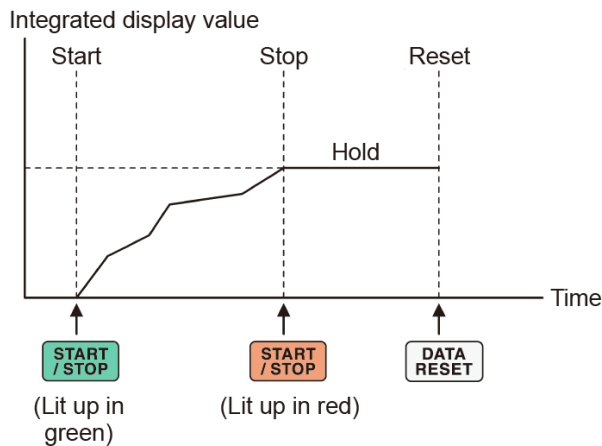 Integrated display value
Start
Stop
Reset
Hold
Time
START
/ STOP
START
/ STOP
DATA
RESET
(Lit up in
green)
(Lit up in red)